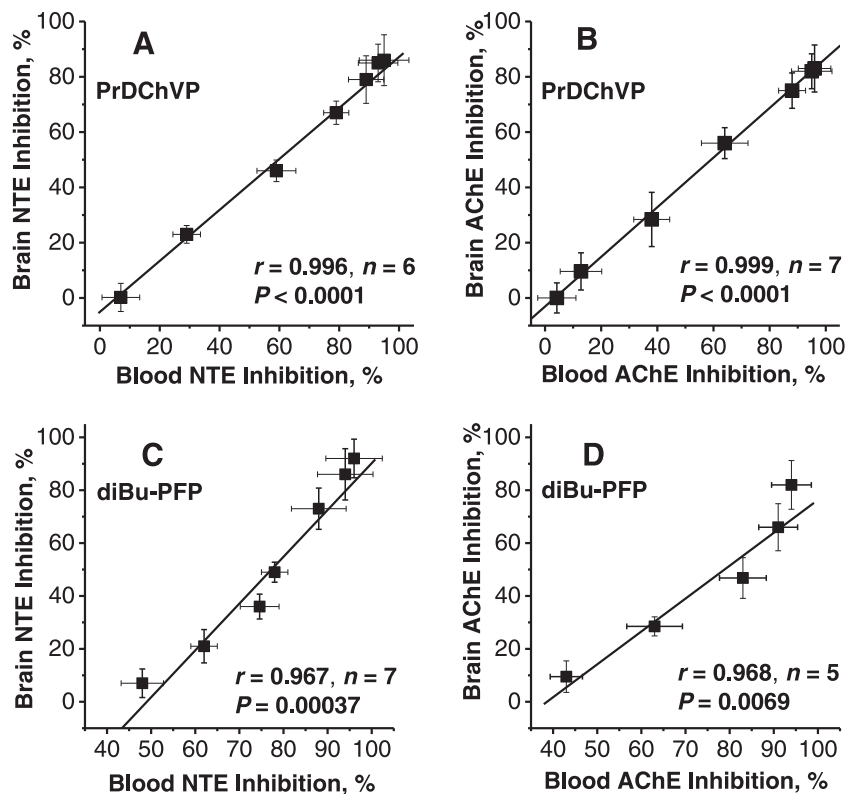 A
PrDChVP
Brain NTE Inhibition, %
100
80
60
40
20
0
r = 0.996, n = 6
P < 0.0001
0 20 40 60 80 100
Blood NTE Inhibition, %
B
PrDChVP
Brain AChE Inhibition, %
100
80
60
40
20
0
r = 0.999, n = 7
P < 0.0001
0 20 40 60 80 100
Blood AChE Inhibition, %
C
diBu-PFP
Brain NTE Inhibition, %
100
80
60
40
20
0
r = 0.967, n = 7
P = 0.00037
40 50 60 70 80 90 100
Blood NTE Inhibition, %
D
diBu-PFP
Brain AChE Inhibition, %
100
80
60
40
20
0
r = 0.968, n = 5
P = 0.0069
40 50 60 70 80 90 100
Blood AChE Inhibition, %